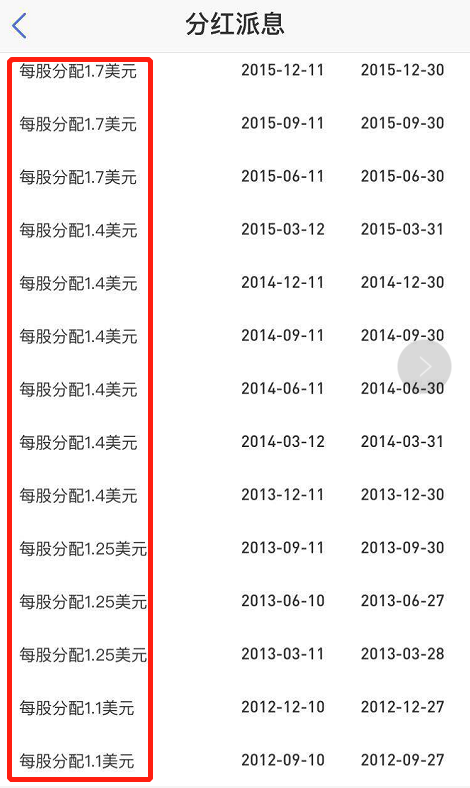 分红派息
每股分配1.7美元 2015-12-11 2015-12-30
每股分配1.7美元 2015-09-11 2015-09-30
每股分配1.7美元 2015-06-11 2015-06-30
每股分配1.4美元 2015-03-12 2015-03-31
每股分配1.4美元 2014-12-11 2014-12-30
每股分配1.4美元 2014-09-11 2014-09-30
每股分配1.4美元 2014-06-11 2014-06-30
每股分配1.4美元 2014-03-12 2014-03-31
每股分配1.4美元 2013-12-11 2013-12-30
每股分配1.25美元 2013-09-11 2013-09-30
每股分配1.25美元 2013-06-10 2013-06-27
每股分配1.25美元 2013-03-11 2013-03-28
每股分配1.1美元 2012-12-10 2012-12-27
每股分配1.1美元 2012-09-10 2012-09-27